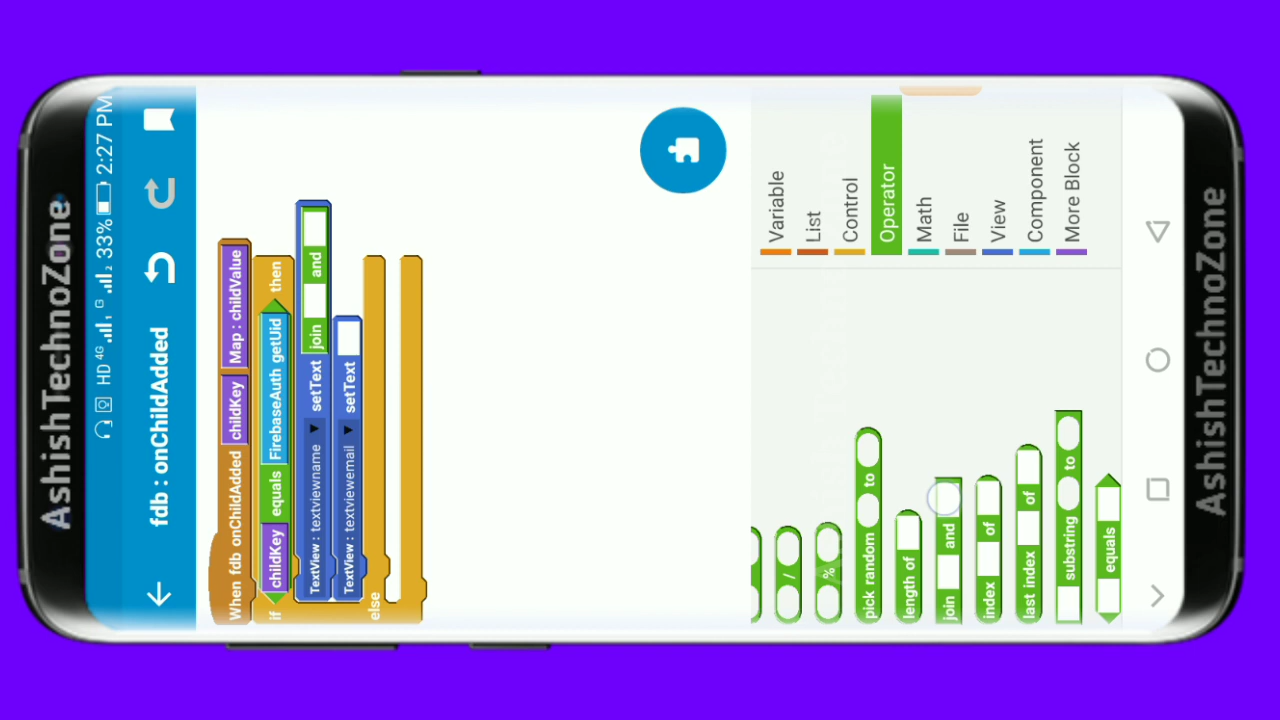 AshishTechnoZone
HD 4G G 2 33% 2:27 PM
fdb : onChildAdded
When fdb onChildAdded childKey Map : childValue
if childKey equals FirebaseAuth getUid then
TextView : textviewname setText join and
TextView : textviewemail setText
else
/
%
pick random to
length of
join and
index of
last index of
substring to
equals
Variable
List
Control
Operator
Math
File
View
Component
More Block
AshishTechnoZone